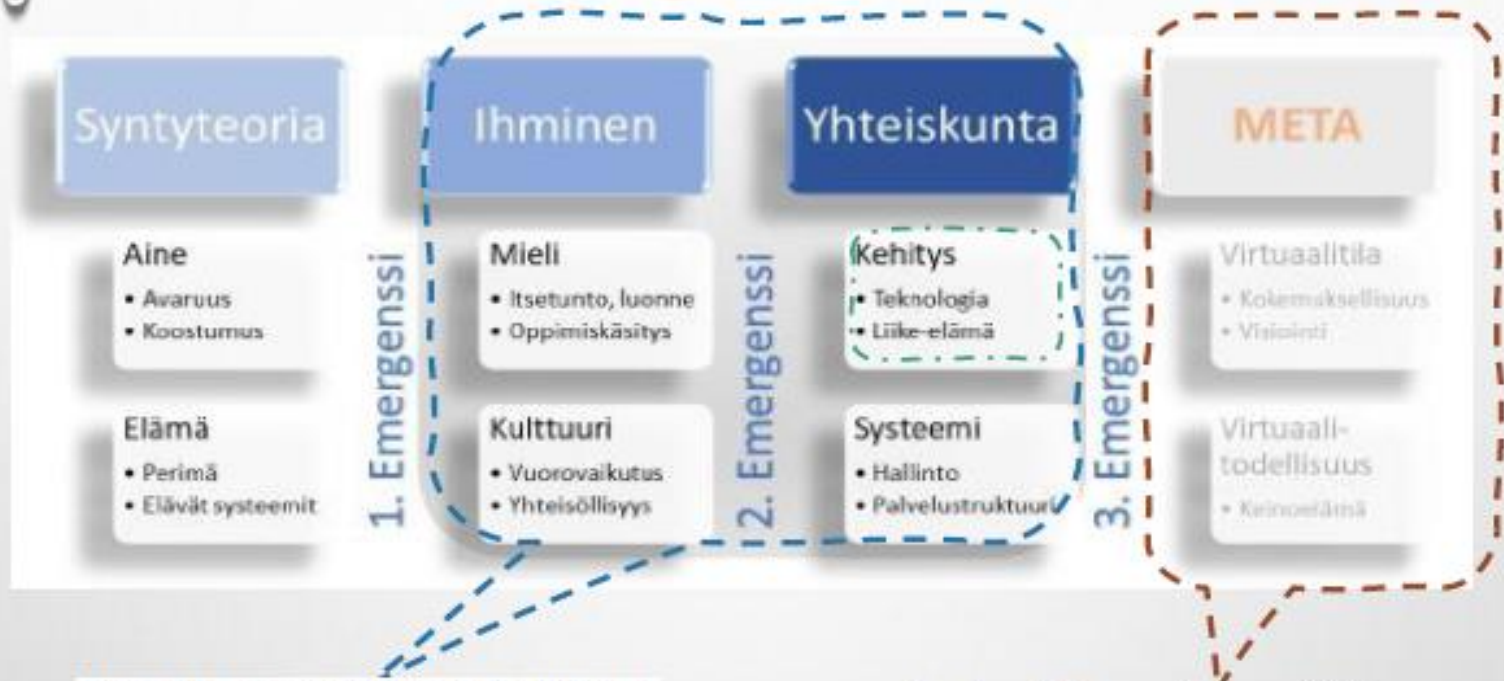 Syntyteoria
Aine
• Avaruus
• Koostumus
Elämä
• Perimä
• Elävät systeemit
1. Emergenssi
Ihminen
Mieli
• Itsetunto, luonne
• Oppimiskäsitys
Kulttuuri
• Vuorovaikutus
• Yhteisöllisyys
2. Emergenssi
Yhteiskunta
Kehitys
• Teknologia
• Liike-elämä
Systeemi
• Hallinto
• Palvelustruktuuri
3. Emergenssi
META
Virtuaalitila
• Kokemuksellisuus
• Visiointi
Virtuaali-
todellisuus
• Keinoelämä